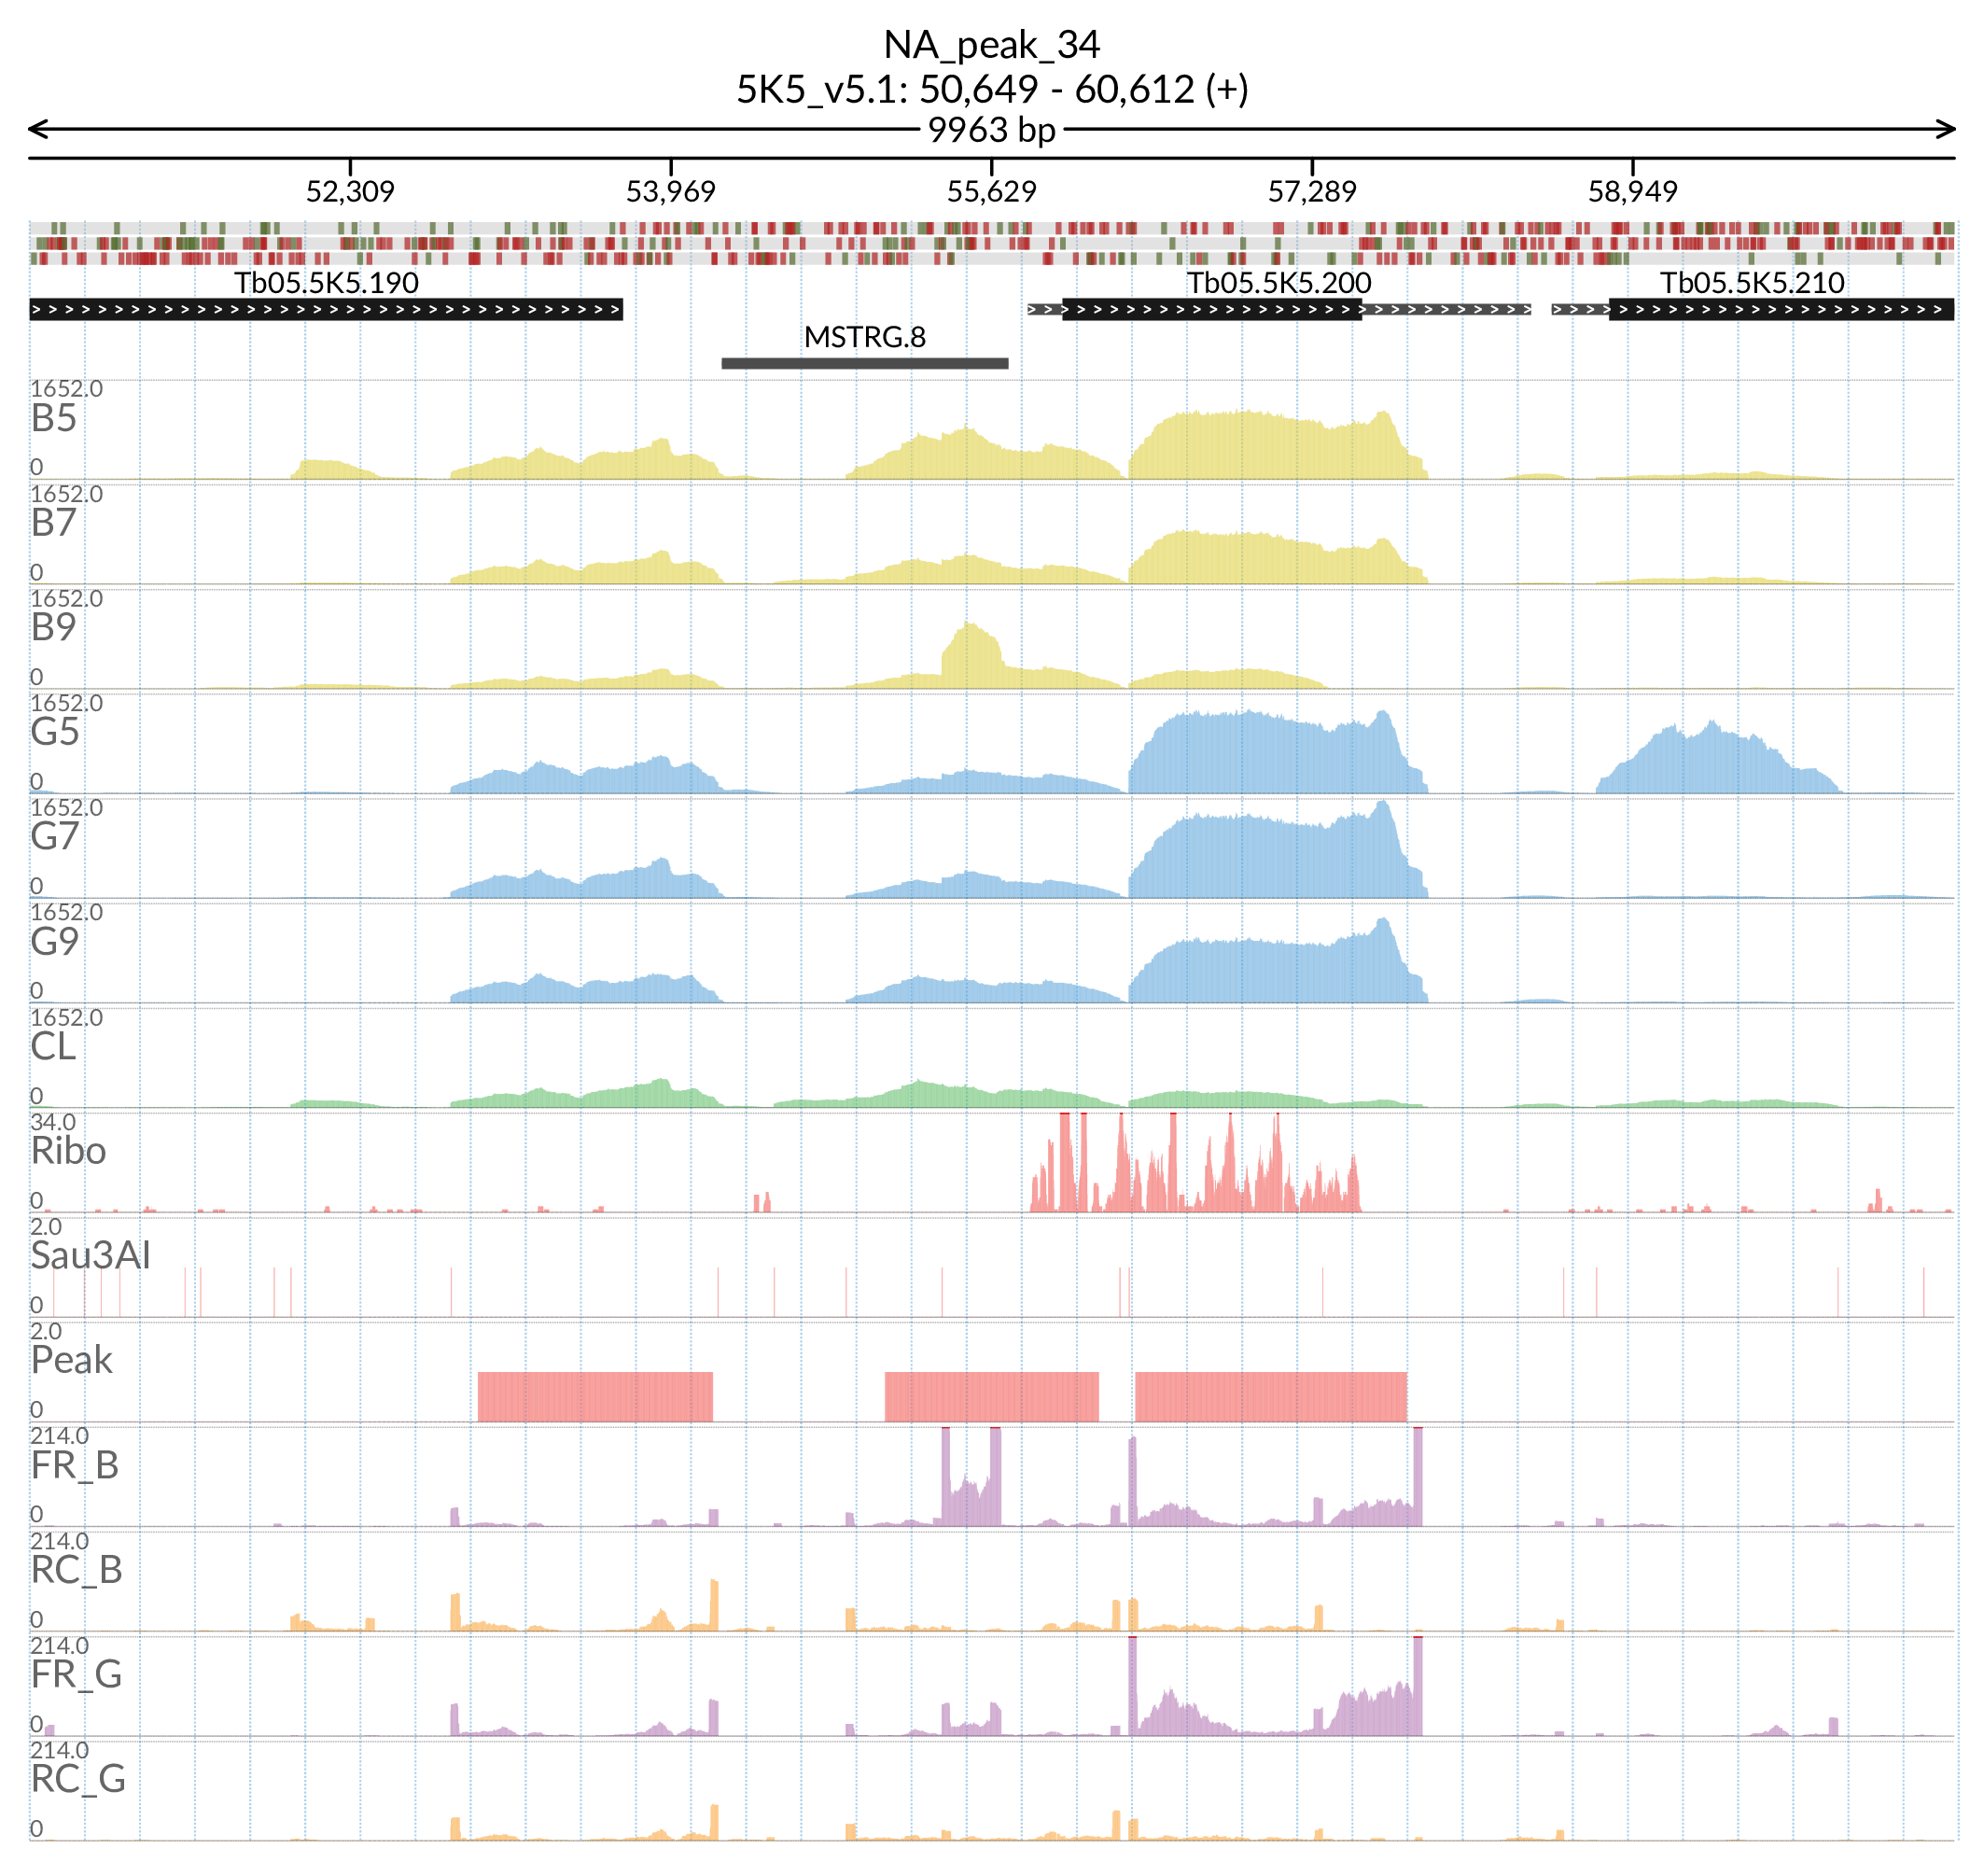 NA_peak_34
5K5_v5.1: 50,649 - 60,612 (+)
9963 bp
52,309 53,969 55,629 57,289 58,949
Tb05.5K5.190 Tb05.5K5.200 Tb05.5K5.210
MSTRG.8
1652.0
B5
0
1652.0
B7
0
1652.0
B9
0
1652.0
G5
0
1652.0
G7
0
1652.0
G9
0
1652.0
CL
0
34.0
Ribo
0
2.0
Sau3AI
0
2.0
Peak
0
214.0
FR_B
0
214.0
RC_B
0
214.0
FR_G
0
214.0
RC_G
0